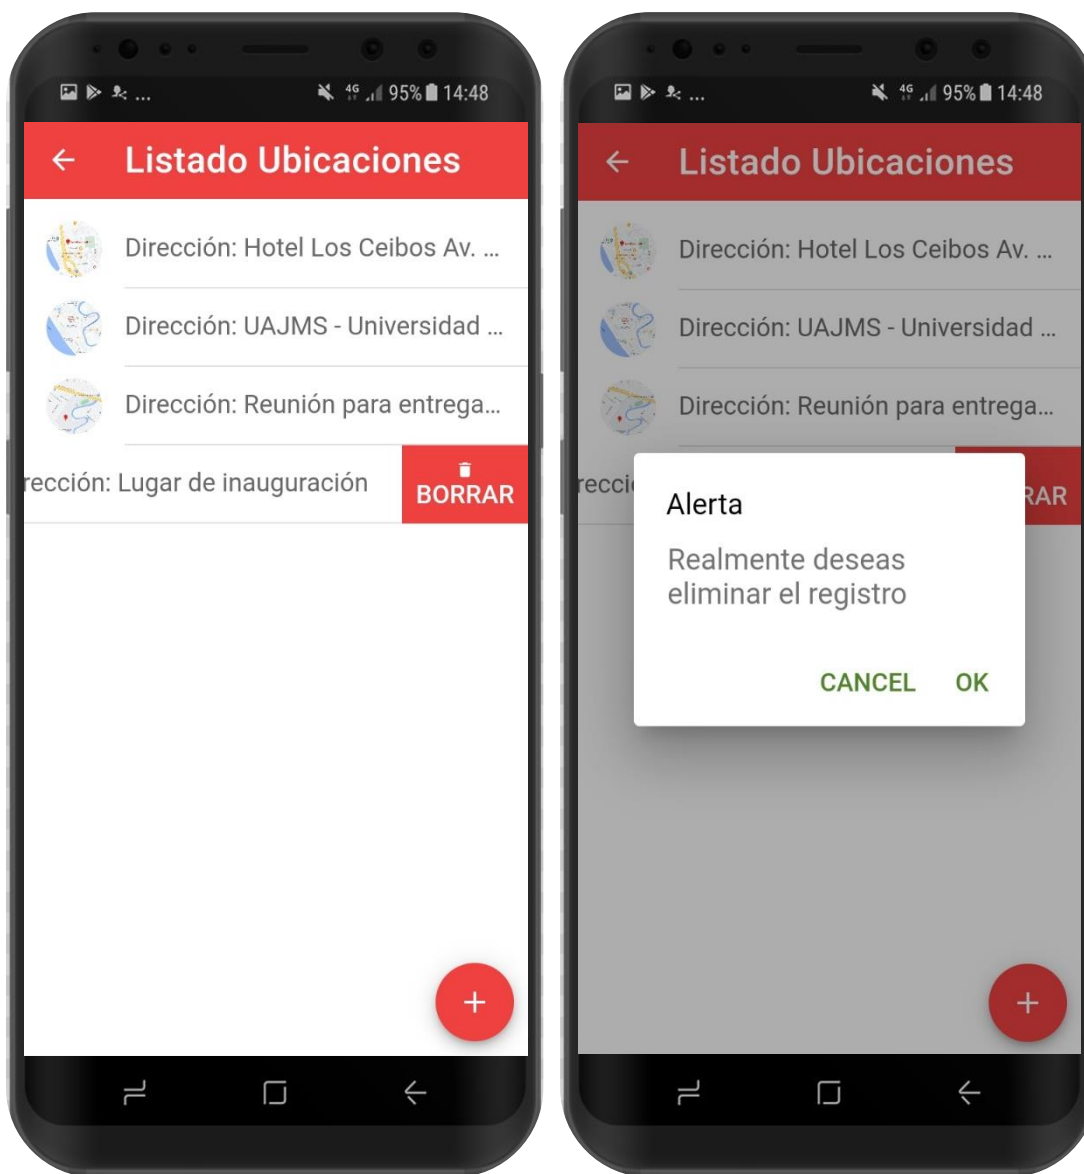 ... 4G 95% 14:48
Listado Ubicaciones
Dirección: Hotel Los Ceibos Av. ...
Dirección: UAJMS - Universidad ...
Dirección: Reunión para entrega...
rección: Lugar de inauguración
BORRAR
... 4G 95% 14:48
Listado Ubicaciones
Dirección: Hotel Los Ceibos Av. ...
Dirección: UAJMS - Universidad ...
Dirección: Reunión para entrega...
recci
RAR
Alerta
Realmente deseas
eliminar el registro
CANCEL OK